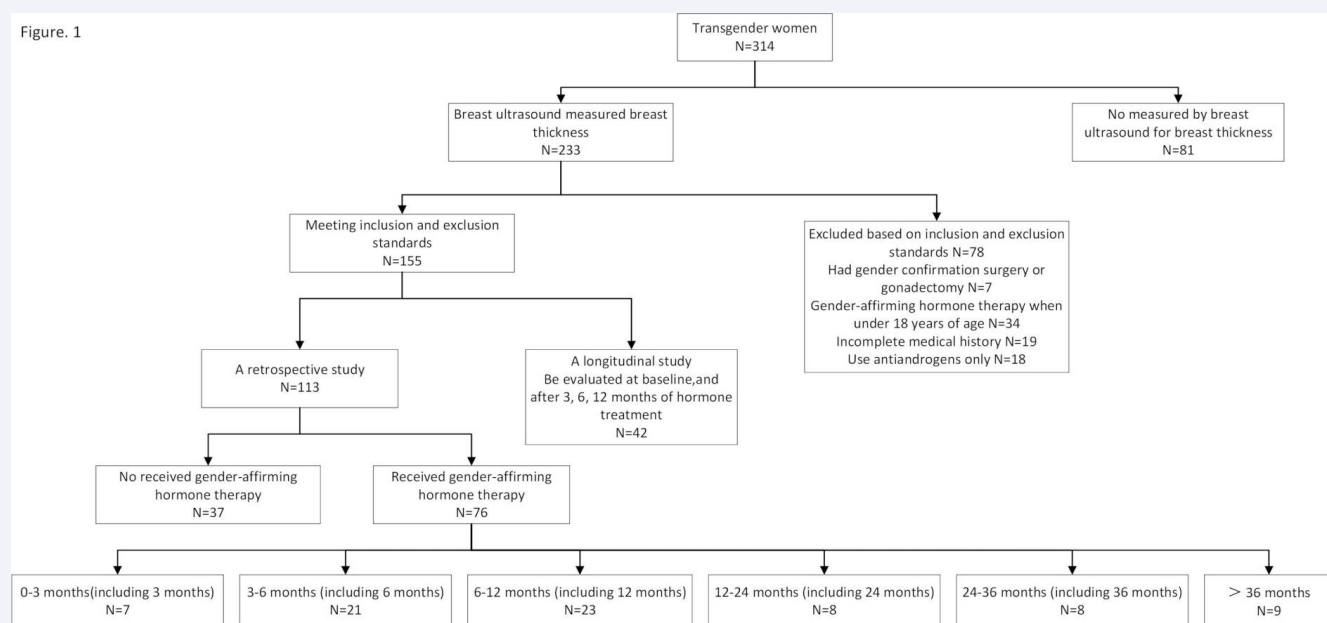 Figure. 1
Transgender women
N=314
Breast ultrasound measured breast
thickness
N=233
No measured by breast
ultrasound for breast thickness
N=81
Meeting inclusion and exclusion
standards
N=155
Excluded based on inclusion and exclusion
standards N=78
Had gender confirmation surgery or
gonadectomy N=7
Gender-affirming hormone therapy when
under 18 years of age N=34
Incomplete medical history N=19
Use antiandrogens only N=18
A retrospective study
N=113
A longitudinal study
Be evaluated at baseline,and
after 3, 6, 12 months of hormone
treatment
N=42
No received gender-affirming
hormone therapy
N=37
Received gender-affirming
hormone therapy
N=76
0-3 months(including 3 months)
N=7
3-6 months (including 6 months)
N=21
6-12 months (including 12 months)
N=23
12-24 months (including 24 months)
N=8
24-36 months (including 36 months)
N=8
＞ 36 months
N=9